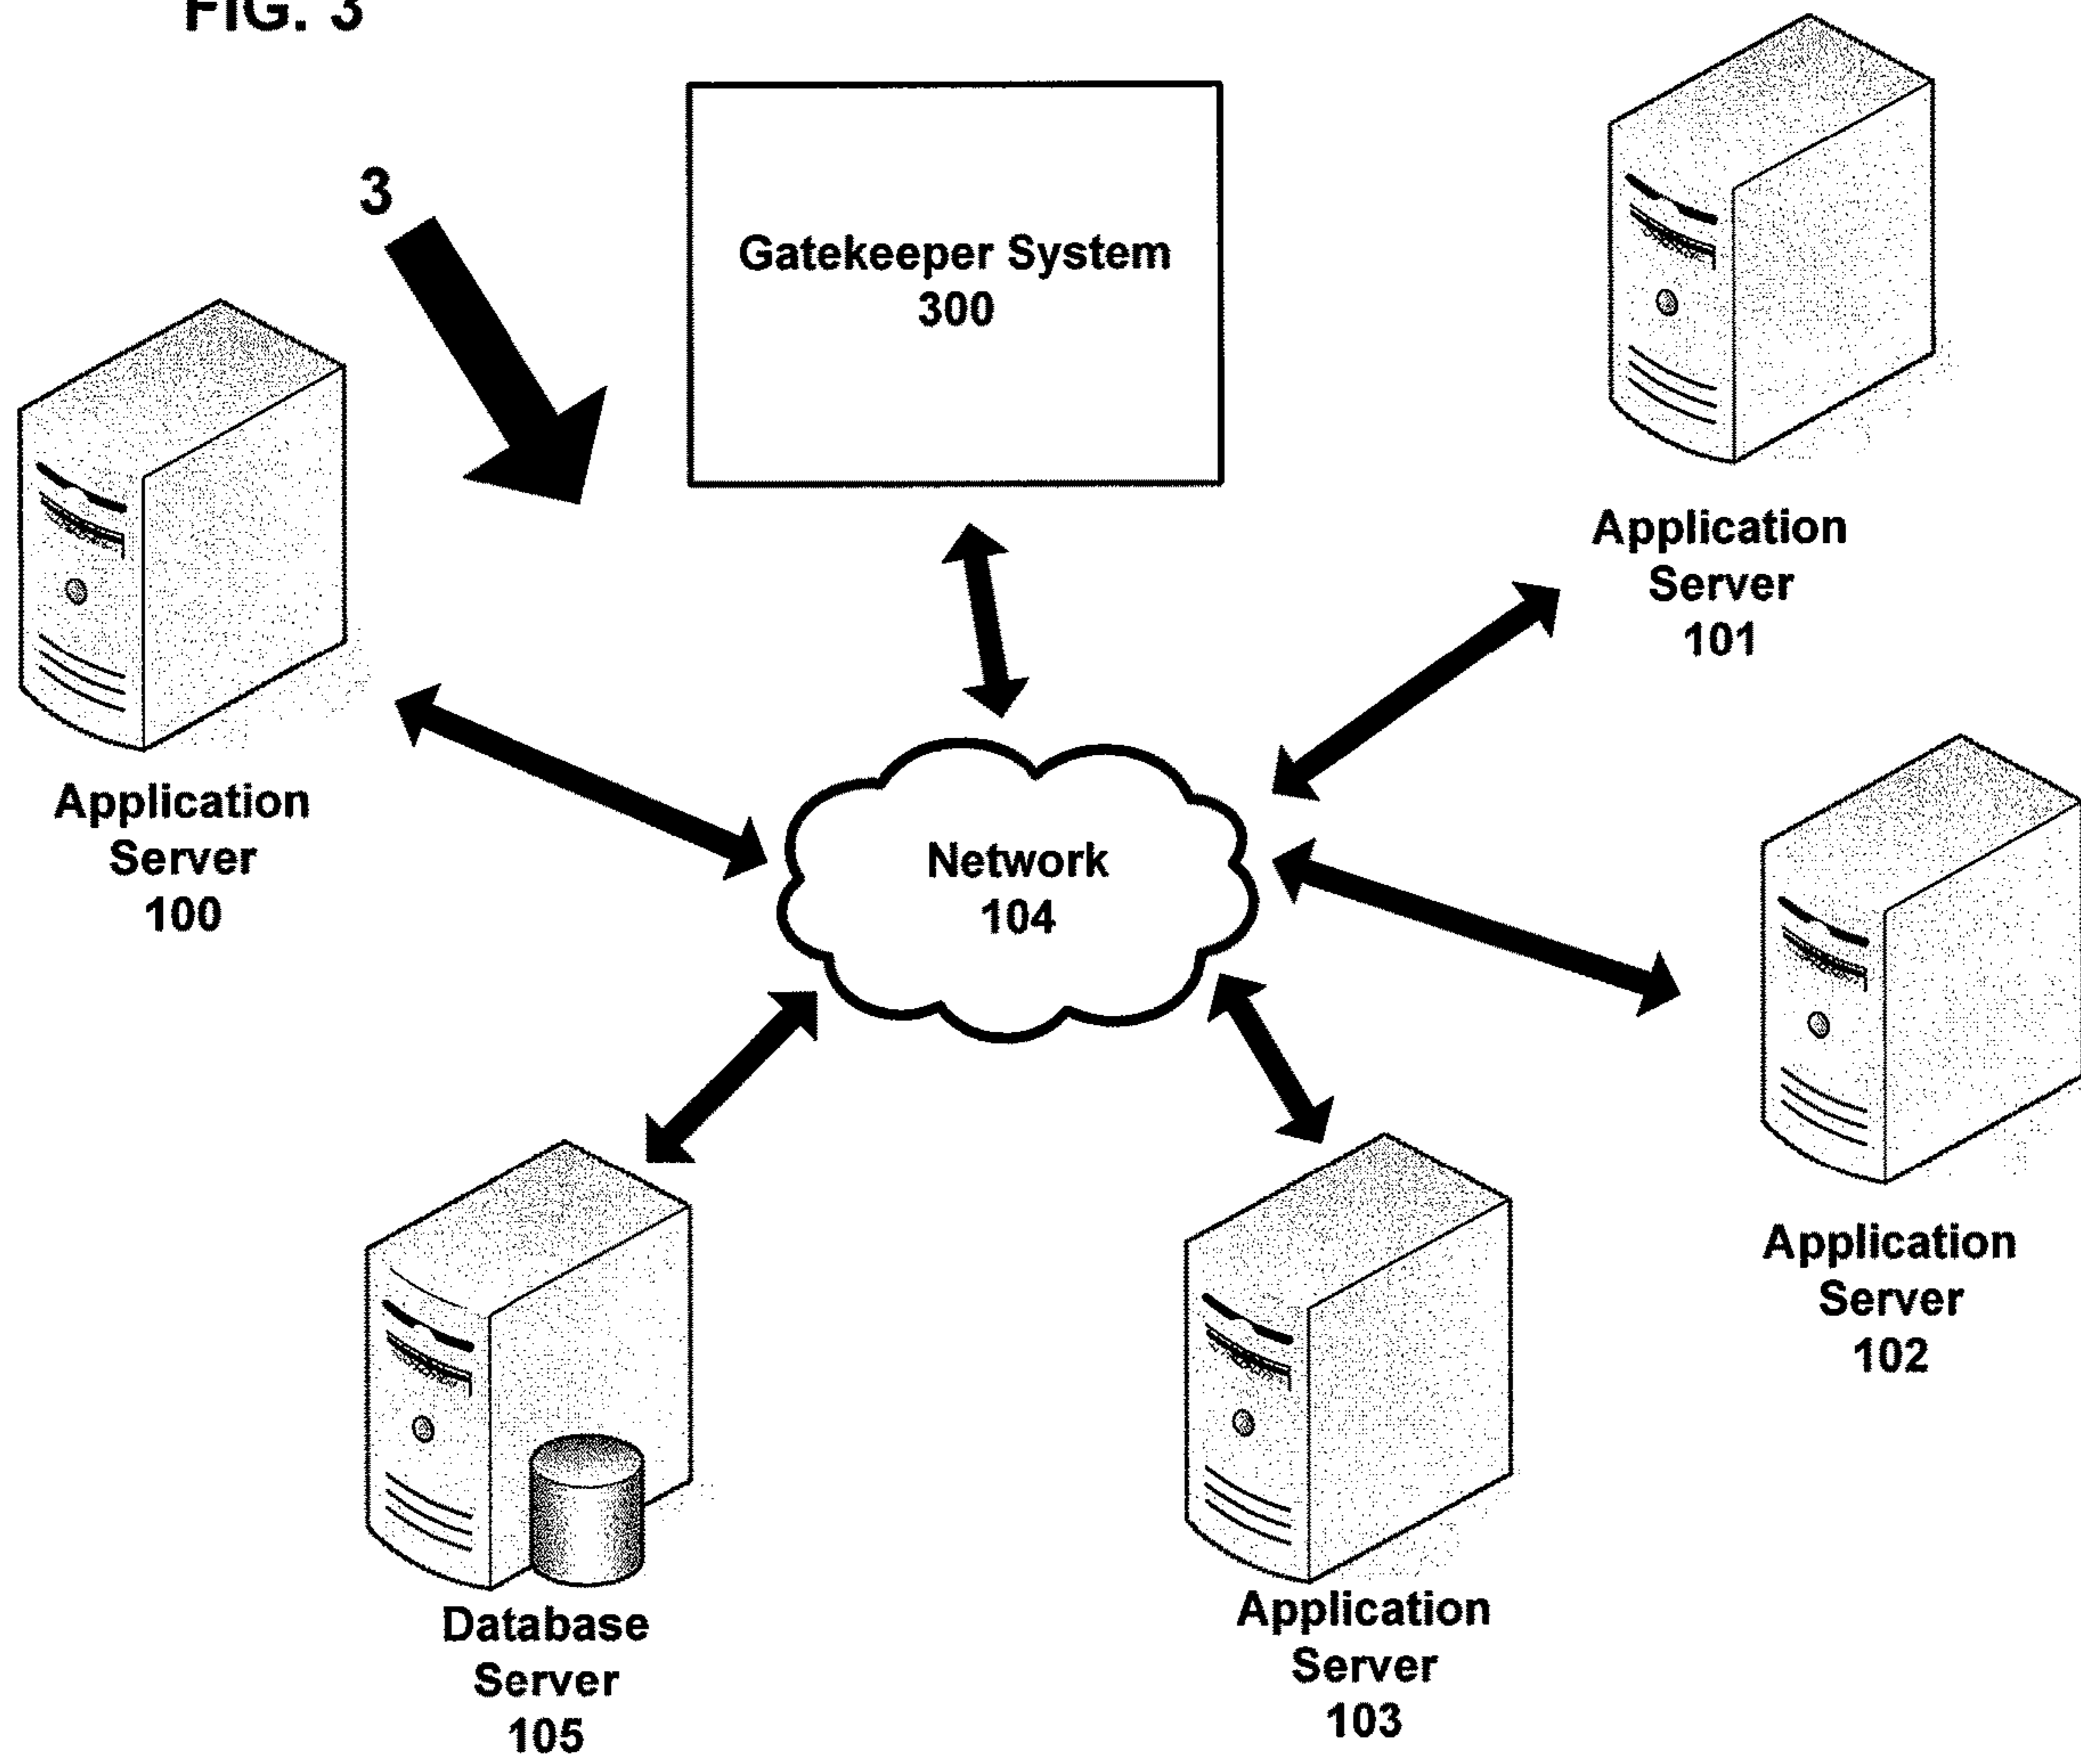 FIG. 3
3
Gatekeeper System
300
Application
Server
101
Application
Server
100
Network
104
Application
Server
102
Database
Server
105
Application
Server
103